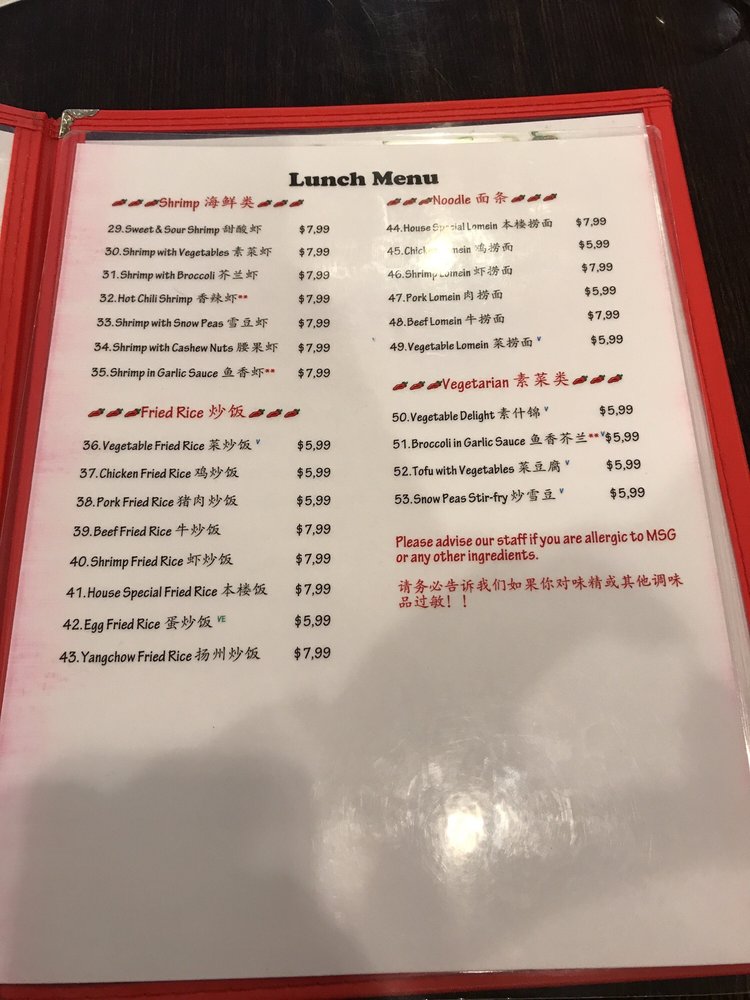 Lunch Menu
Shrimp 海鲜类
29.Sweet & Sour Shrimp 甜酸虾 $7,99
30.Shrimp with Vegetables 素菜虾 $7,99
31.Shrimp with Broccoli 芥兰虾 $7,99
32.Hot Chili Shrimp 香辣虾** $7,99
33.Shrimp with Snow Peas 雪豆虾 $7,99
34.Shrimp with Cashew Nuts 腰果虾 $7,99
35.Shrimp in Garlic Sauce 鱼香虾** $7,99
Fried Rice 炒饭
36.Vegetable Fried Rice 菜炒饭 V $5,99
37.Chicken Fried Rice 鸡炒饭 $5,99
38.Pork Fried Rice 猪肉炒饭 $5,99
39.Beef Fried Rice 牛炒饭 $7,99
40.Shrimp Fried Rice 虾炒饭 $7,99
41.House Special Fried Rice 本楼饭 $7,99
42.Egg Fried Rice 蛋炒饭 VE $5,99
43.Yangchow Fried Rice 扬州炒饭 $7,99
Noodle 面条
44.House Special Lomein 本楼捞面 $7,99
45.Chicken Lomein 鸡捞面 $5,99
46.Shrimp Lomein 虾捞面 $7,99
47.Pork Lomein 肉捞面 $5,99
48.Beef Lomein 牛捞面 $7,99
49.Vegetable Lomein 菜捞面 V $5,99
Vegetarian 素菜类
50.Vegetable Delight 素什锦 V $5,99
51.Broccoli in Garlic Sauce 鱼香芥兰** V $5,99
52.Tofu with Vegetables 菜豆腐 V $5,99
53.Snow Peas Stir-fry 炒雪豆 V $5,99
Please advise our staff if you are allergic to MSG
or any other ingredients.
请务必告诉我们如果你对味精或其他调味
品过敏！！